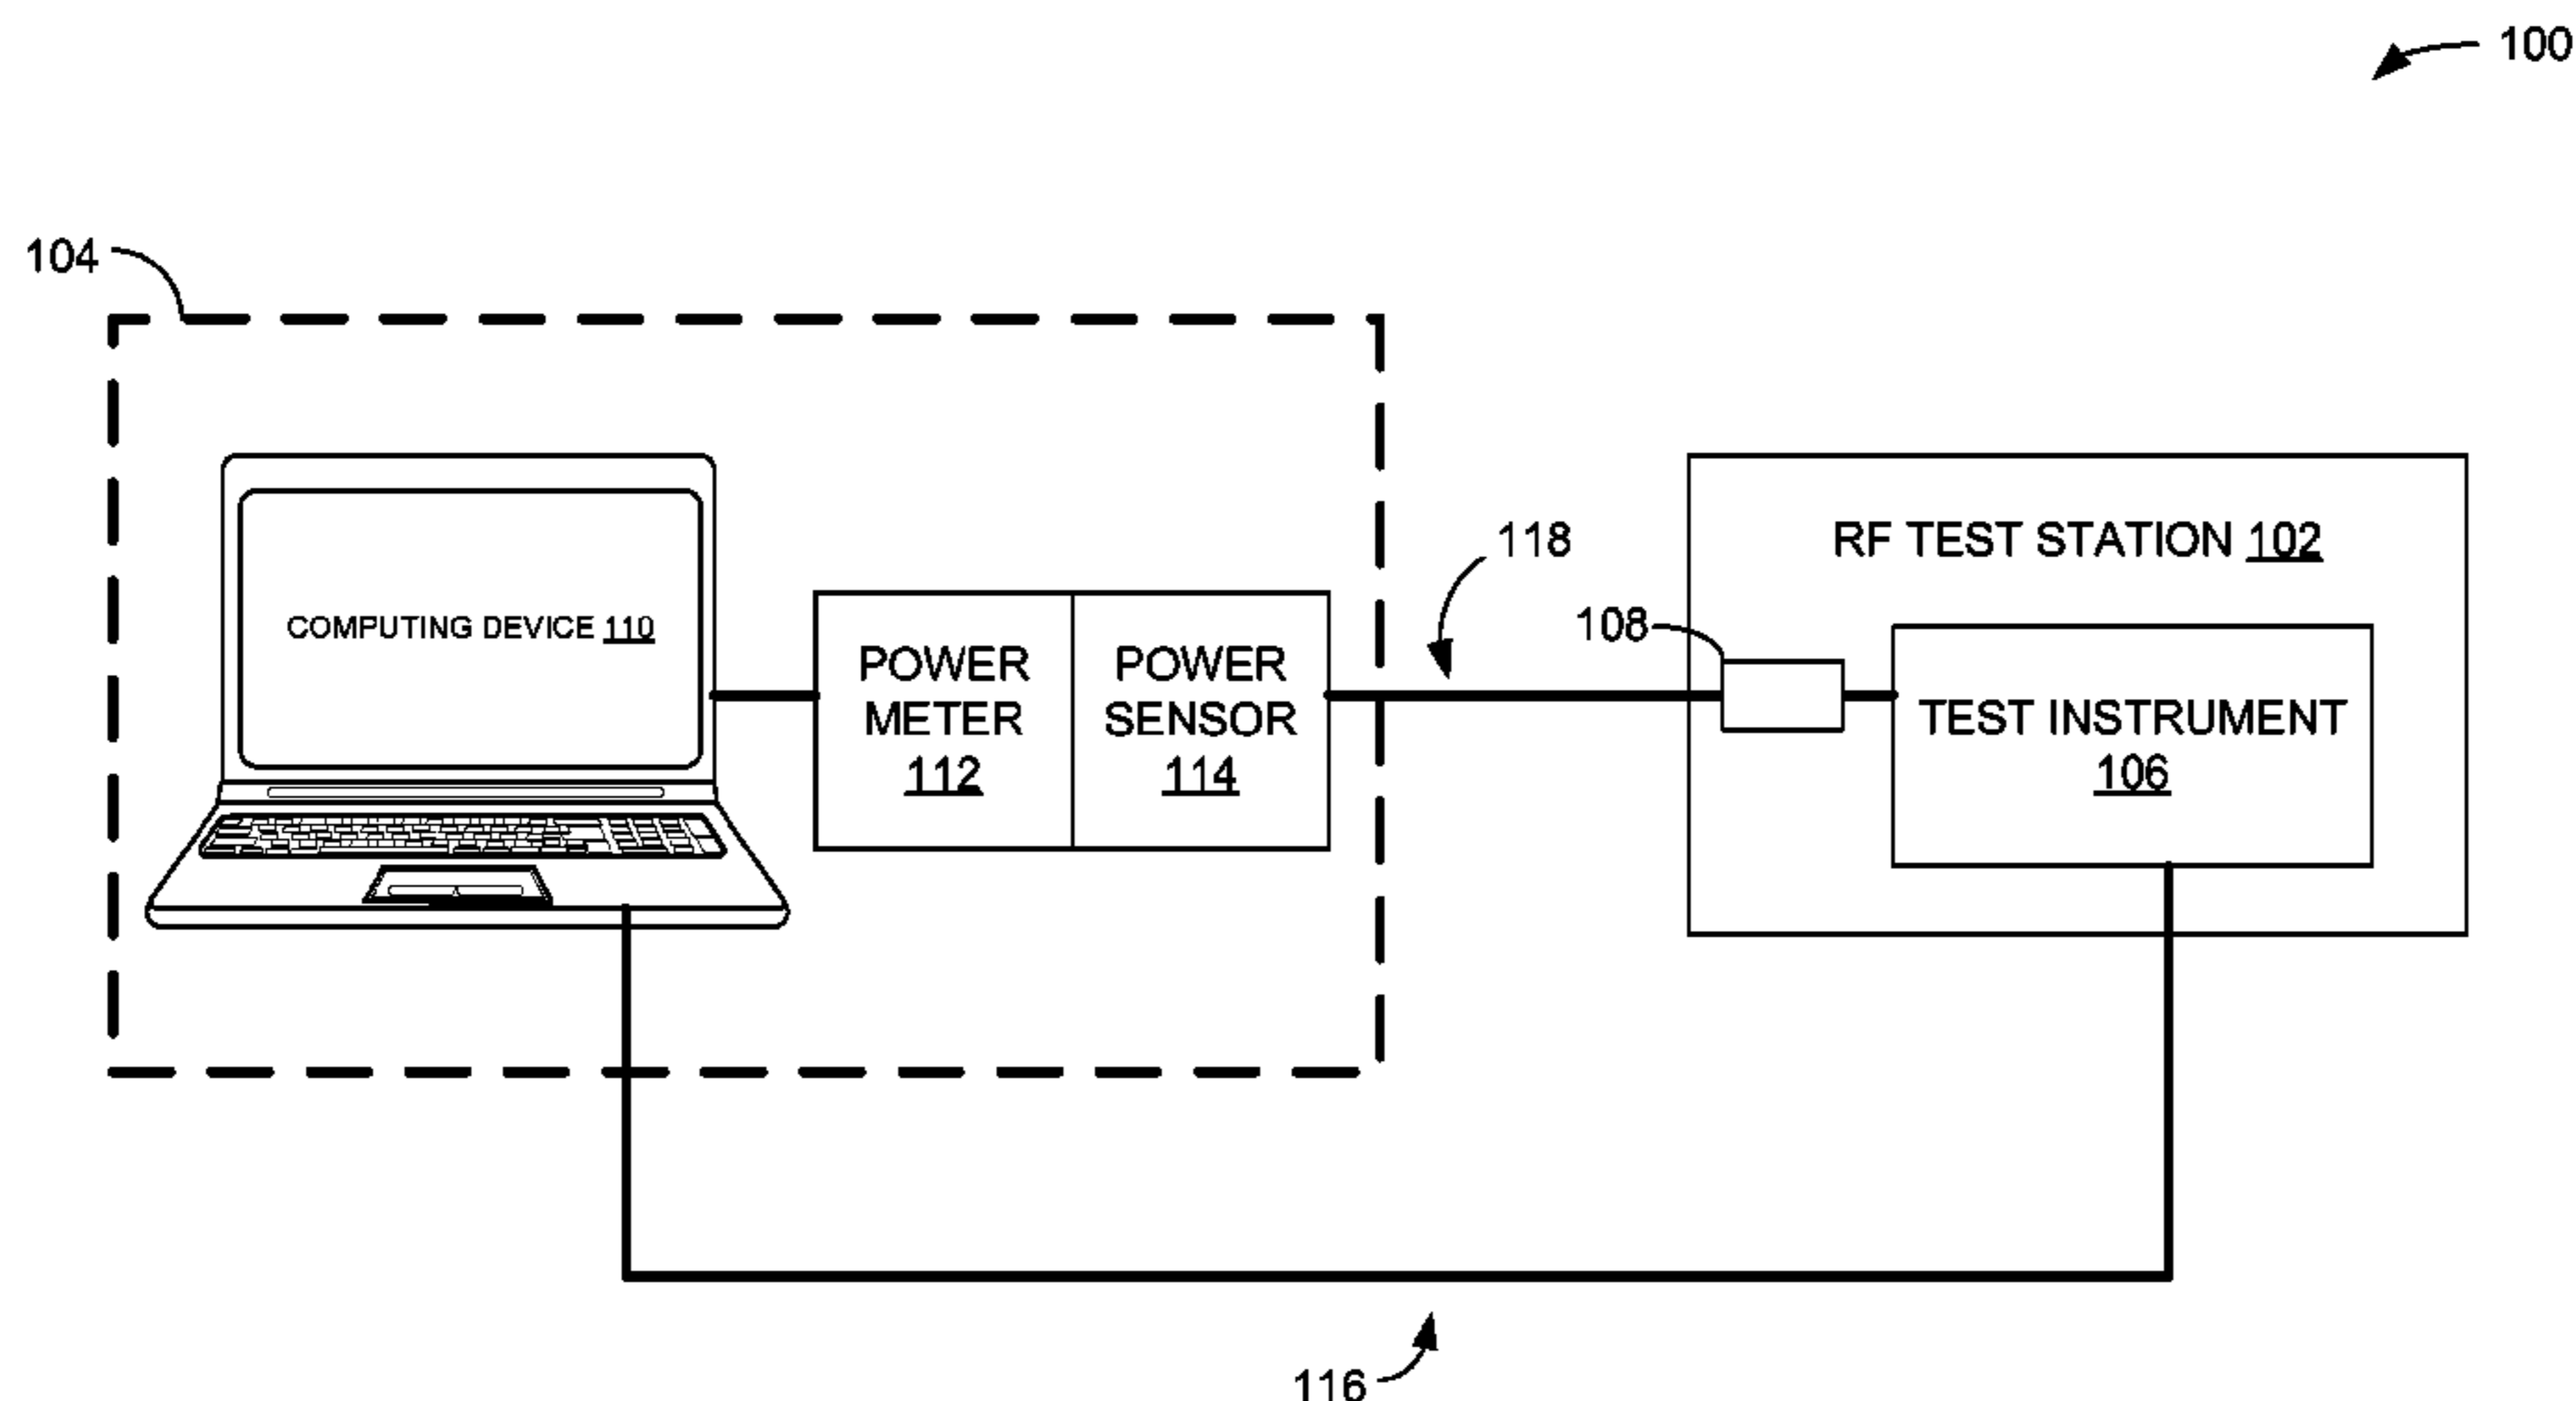 100
104
118
RF TEST STATION 102
108
COMPUTING DEVICE 110
POWER
METER
112
POWER
SENSOR
114
TEST INSTRUMENT
106
116